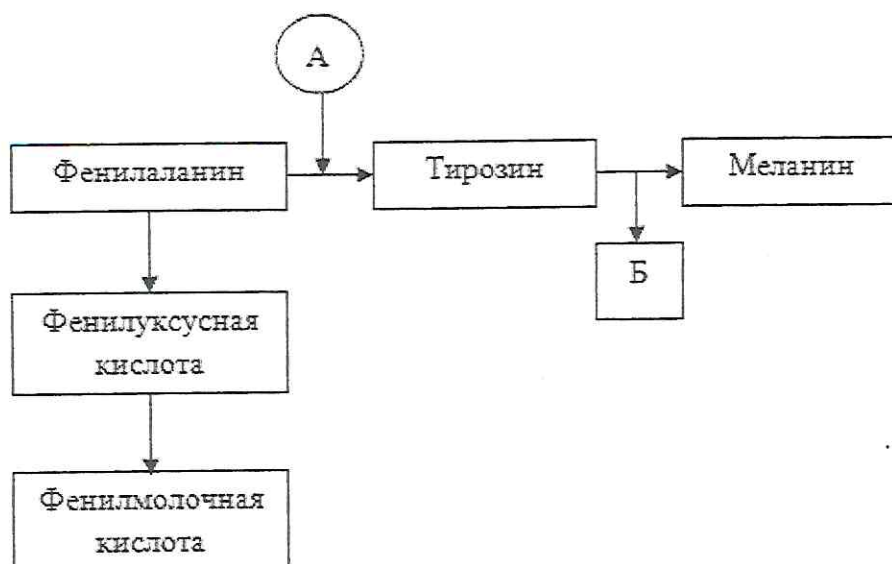 А
Фенилаланин
Тирозин
Меланин
Б
Фенилуксусная
кислота
Фенилмолочная
кислота